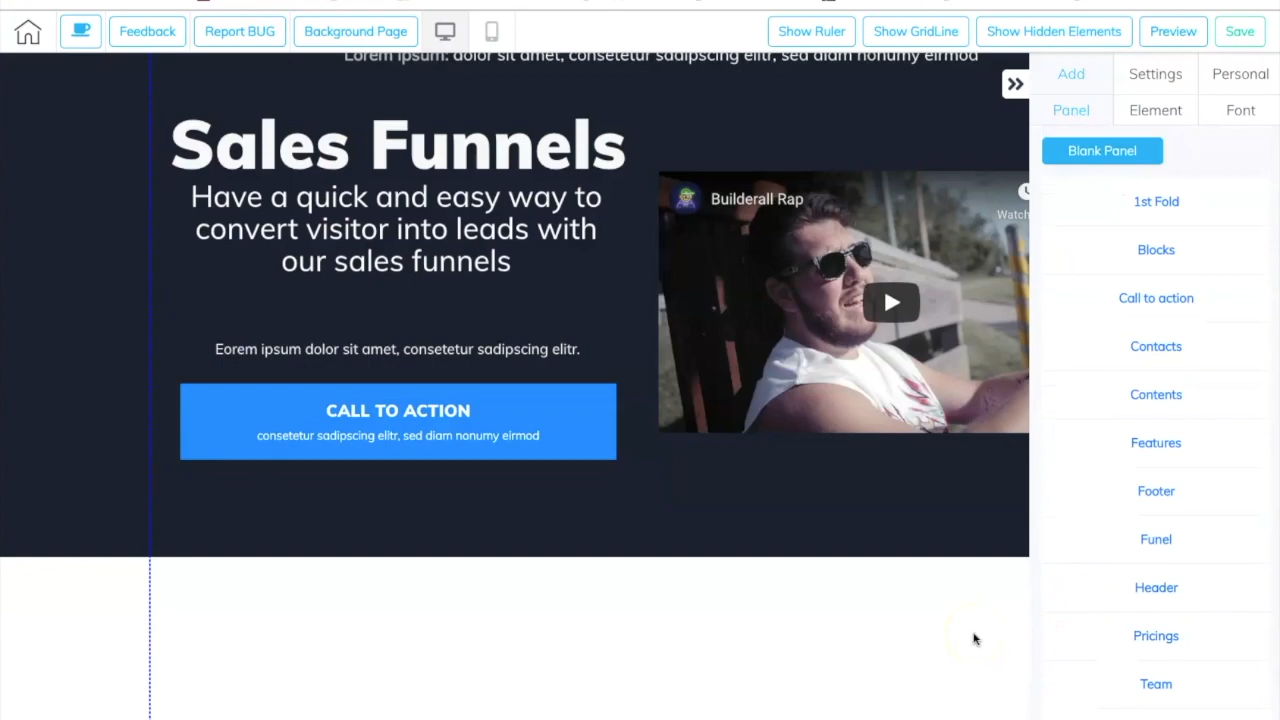 Feedback
Report BUG
Background Page
Show Ruler
Show GridLine
Show Hidden Elements
Preview
Save
Lorem ipsum: dolor sit amet, consetetur sadipscing elitr, sed diam nonumy eirmod
Add
Settings
Personal
Panel
Element
Font
Blank Panel
Sales Funnels
Have a quick and easy way to
convert visitor into leads with
our sales funnels
Builderall Rap
Watch
Eorem ipsum dolor sit amet, consetetur sadipscing elitr.
CALL TO ACTION
consetetur sadipscing elitr, sed diam nonumy eirmod
1st Fold
Blocks
Call to action
Contacts
Contents
Features
Footer
Funel
Header
Pricings
Team